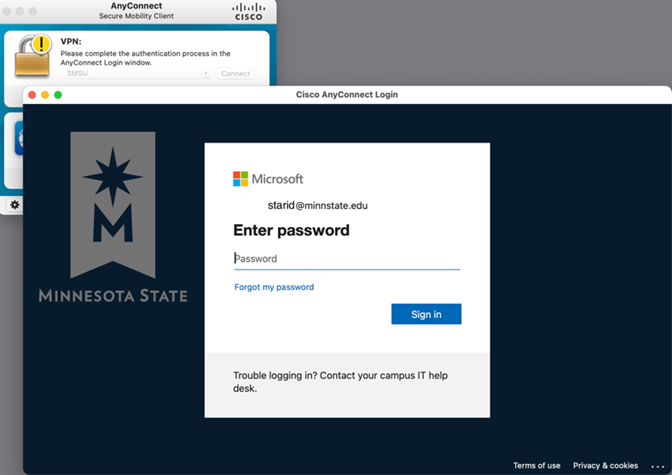 AnyConnect
Secure Mobility Client
CISCO
VPN:
Please complete the authentication process in the
AnyConnect Login window.
SMSU
Connect
Cisco AnyConnect Login
M
MINNESOTA STATE
Microsoft
starid@minnstate.edu
Enter password
Password
Forgot my password
Sign in
Trouble logging in? Contact your campus IT help
desk.
Terms of use
Privacy & cookies
...